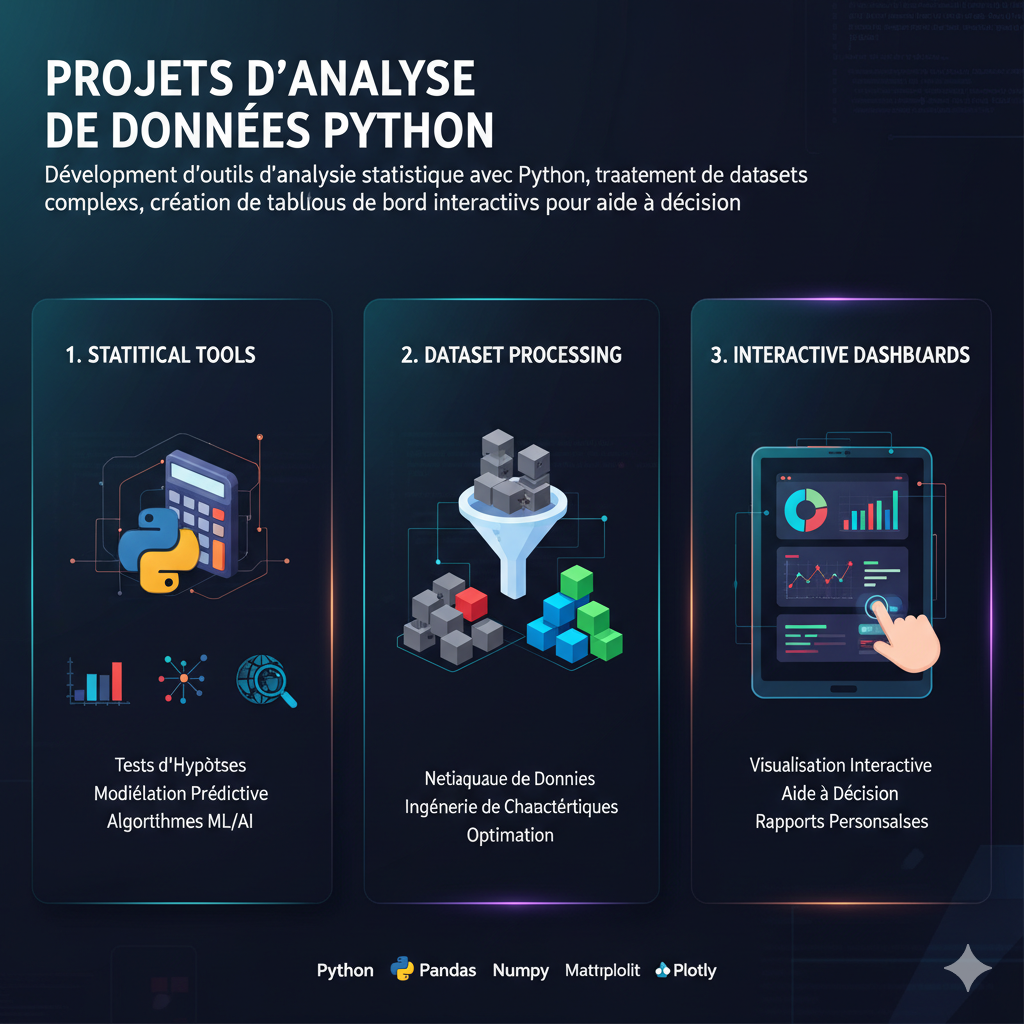 PROJETS D'ANALYSE
DE DONNÉES PYTHON
Dévelopment d'outils d'analysie statistique avec Python, traatement de datasets
complexs, création de tablious de bord interactiivs pour aide à décision
1. STATITICAL TOOLS
2. DATASET PROCESSING
3. INTERACTIVE DASHBOARDS
Tests d'Hypòtses
Modiélation Prédictive
Algortthmes ML/AI
Netiaquaue de Donnies
Ingénerie de Chaactértiques
Optimation
Visualisation Interactive
Aide à Décision
Rapports Personsalses
Python Pandas Numpy Mattplolit Plotly